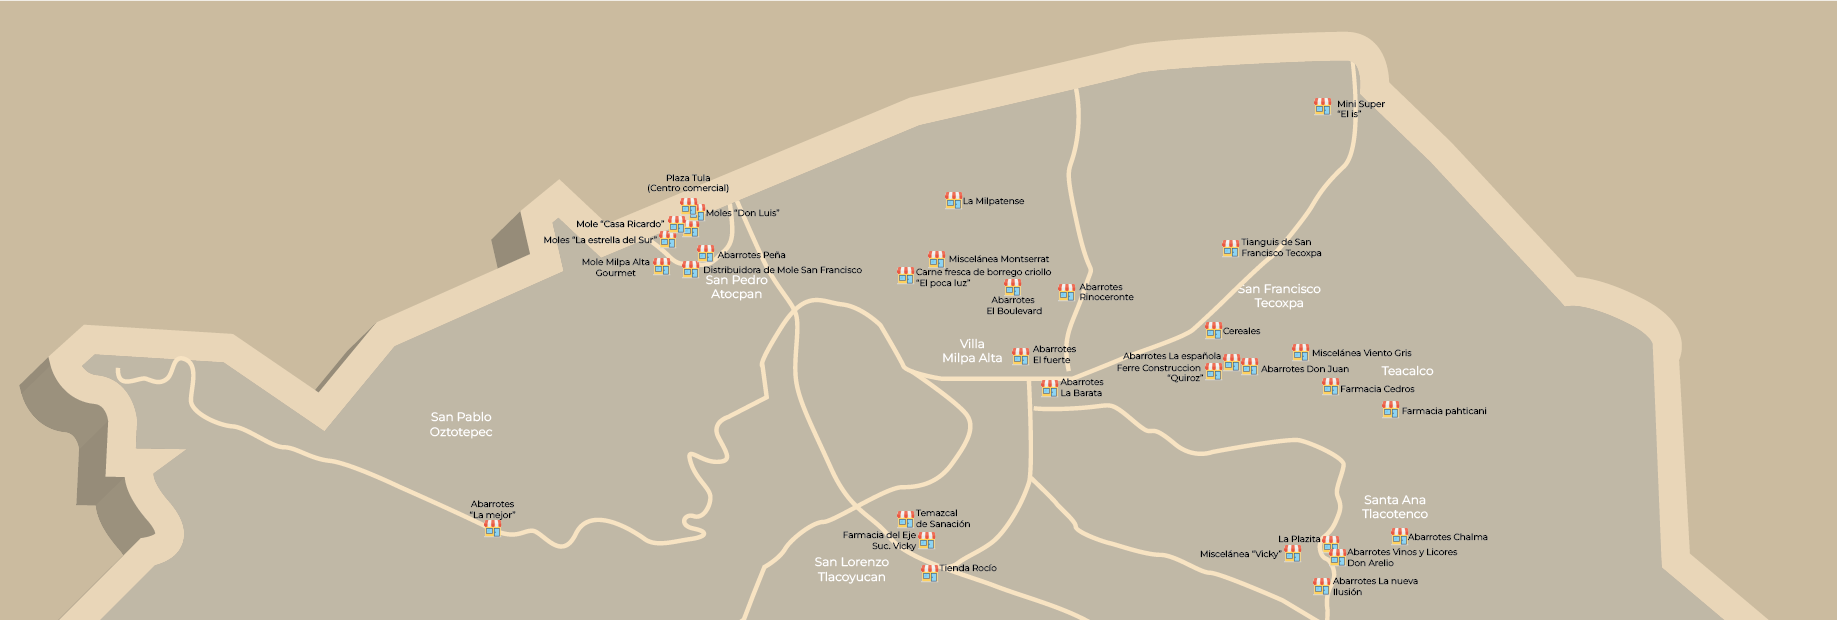 Mini Super
"El is"
Plaza Tula
(Centro comercial)
Moles "Don Luis"
Mole "Casa Ricardo"
Moles "La estrella del Sur"
Abarrotes Peña
Mole Milpa Alta
Gourmet
Distribuidora de Mole San Francisco
San Pedro
Atocpan
La Milpatense
Miscelánea Montserrat
Carne fresca de borrego criollo
"El poca luz"
Abarrotes
El Boulevard
Abarrotes
Rinoceronte
Tianguis de San
Francisco Tecoxpa
San Francisco
Tecoxpa
Cereales
Villa
Milpa Alta
Abarrotes
El fuerte
Abarrotes
La Barata
Abarrotes La española
Ferre Construccion
"Quiroz"
Abarrotes Don Juan
Miscelánea Viento Gris
Teacalco
Farmacia Cedros
Farmacia pahticani
San Pablo
Oztotepec
Abarrotes
"La mejor"
Temazcal
de Sanación
Farmacia del Eje
Suc. Vicky
San Lorenzo
Tlacoyucan
Tienda Rocío
Santa Ana
Tlacotenco
Abarrotes Chalma
La Plazita
Miscelánea "Vicky"
Abarrotes Vinos y Licores
Don Arelio
Abarrotes La nueva
Ilusión